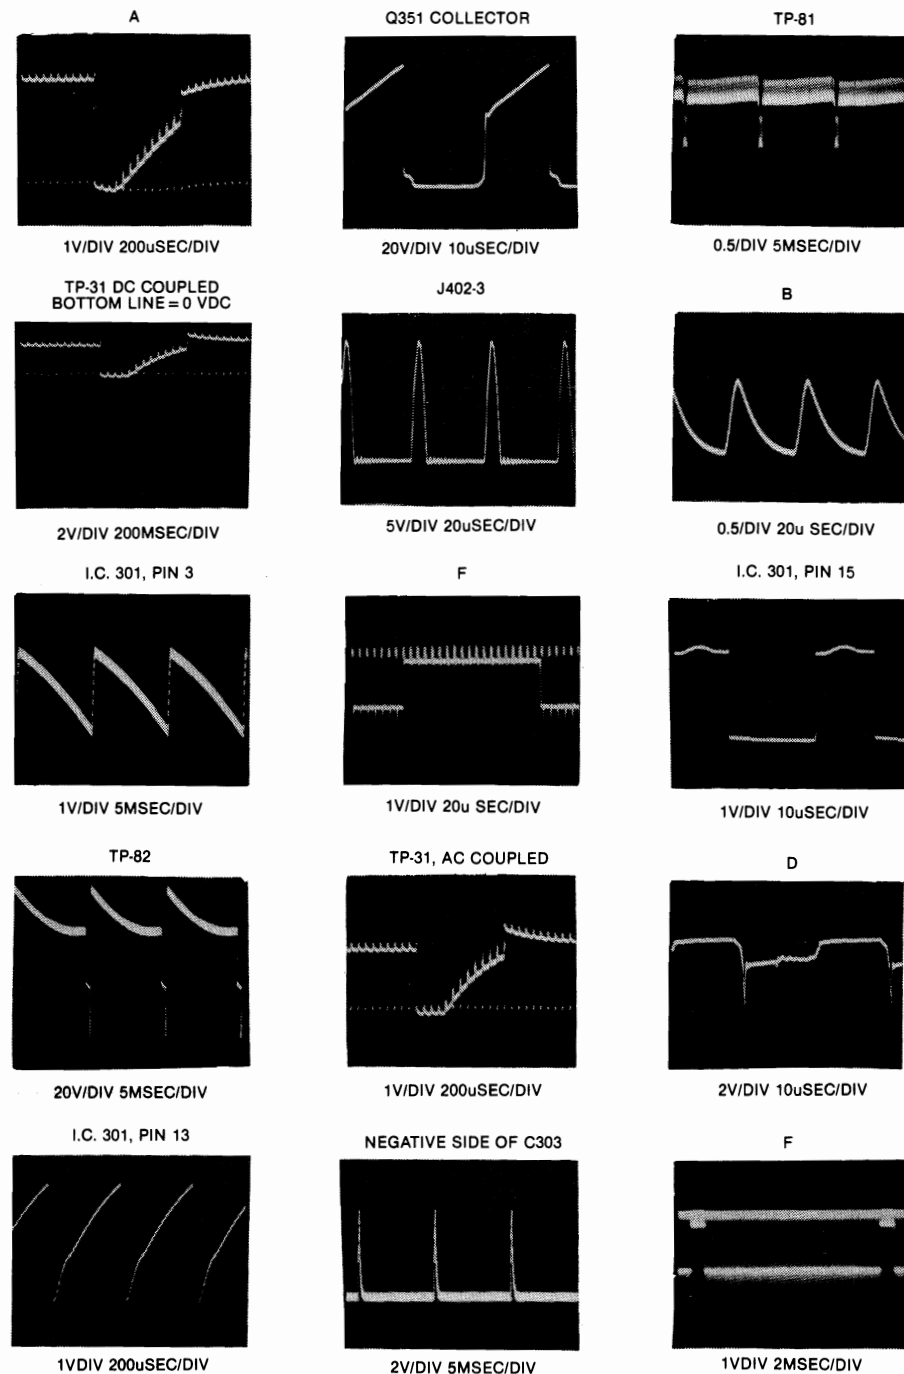 A
Q351 COLLECTOR
TP-81
1V/DIV 200uSEC/DIV
20V/DIV 10uSEC/DIV
0.5/DIV 5MSEC/DIV
TP-31 DC COUPLED
BOTTOM LINE = 0 VDC
J402-3
B
2V/DIV 200MSEC/DIV
5V/DIV 20uSEC/DIV
0.5/DIV 20u SEC/DIV
I.C. 301, PIN 3
F
I.C. 301, PIN 15
1V/DIV 5MSEC/DIV
1V/DIV 20u SEC/DIV
1V/DIV 10uSEC/DIV
TP-82
TP-31, AC COUPLED
D
20V/DIV 5MSEC/DIV
1V/DIV 200uSEC/DIV
2V/DIV 10uSEC/DIV
I.C. 301, PIN 13
NEGATIVE SIDE OF C303
F
1VDIV 200uSEC/DIV
2V/DIV 5MSEC/DIV
1VDIV 2MSEC/DIV